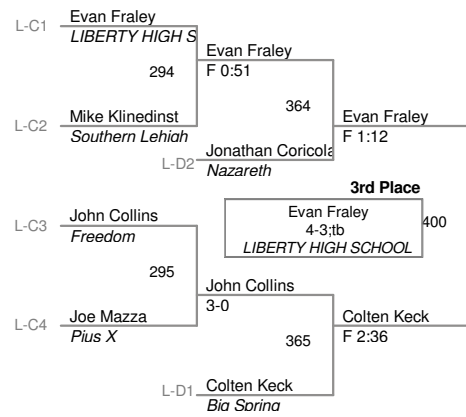 L-C1
Evan Fraley
LIBERTY HIGH S
294
Evan Fraley
F 0:51
L-C2
Mike Klinedinst
Southern Lehigh
364
Evan Fraley
F 1:12
L-D2
Jonathan Coricola
Nazareth
3rd Place
Evan Fraley
4-3;tb
LIBERTY HIGH SCHOOL
400
L-C3
John Collins
Freedom
295
John Collins
3-0
L-C4
Joe Mazza
Pius X
365
Colten Keck
F 2:36
L-D1
Colten Keck
Big Spring